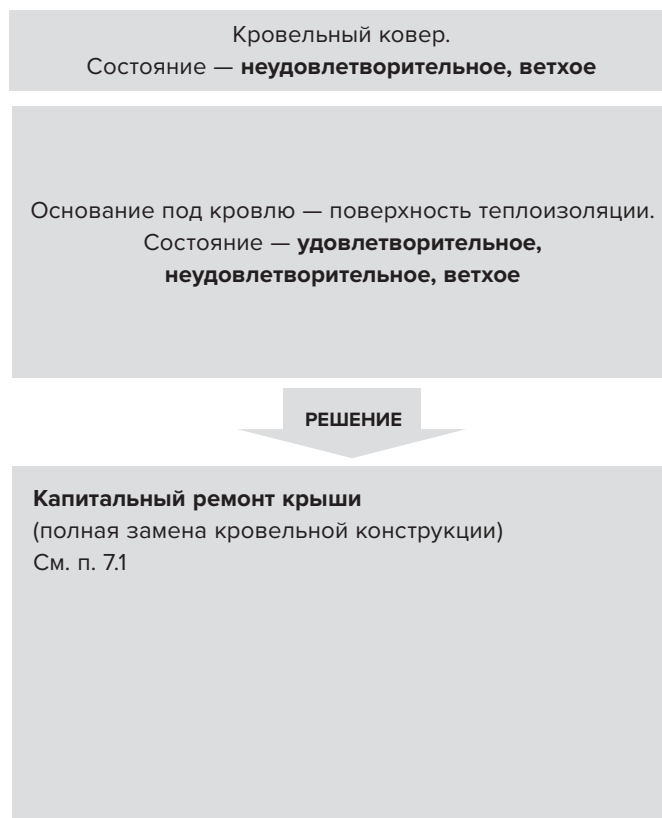 Кровельный ковер.
Состояние — неудовлетворительное, ветхое
Основание под кровлю — поверхность теплоизоляции.
Состояние — удовлетворительное,
неудовлетворительное, ветхое
РЕШЕНИЕ
Капитальный ремонт крыши
(полная замена кровельной конструкции)
См. п. 7.1